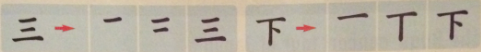 三 → 一 二 三 下 → 一 丅 下